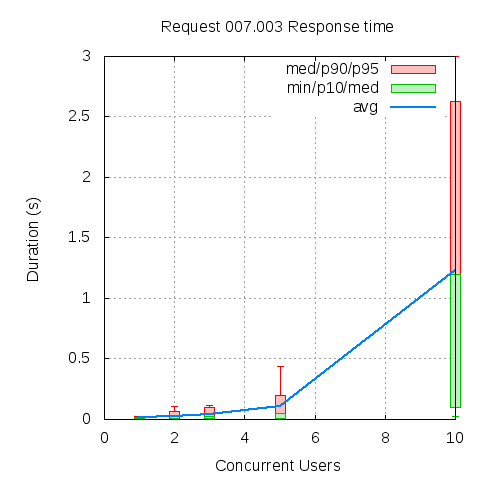 Request 007.003 Response time
med/p90/p95
min/p10/med
avg
3
2.5
2
1.5
1
0.5
0
0 2 4 6 8 10
Duration (s)
Concurrent Users